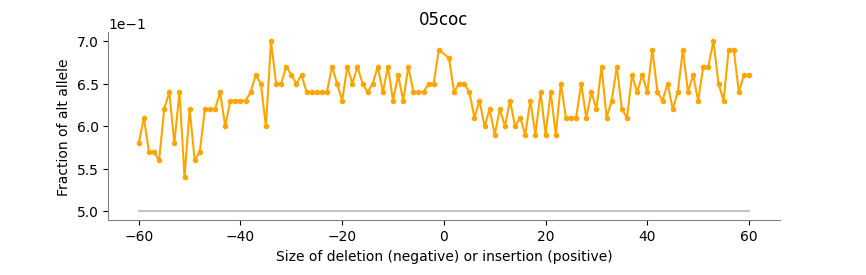 05coc
1e−1
7.0
6.5
6.0
5.5
5.0
Fraction of alt allele
−60 −40 −20 0 20 40 60
Size of deletion (negative) or insertion (positive)